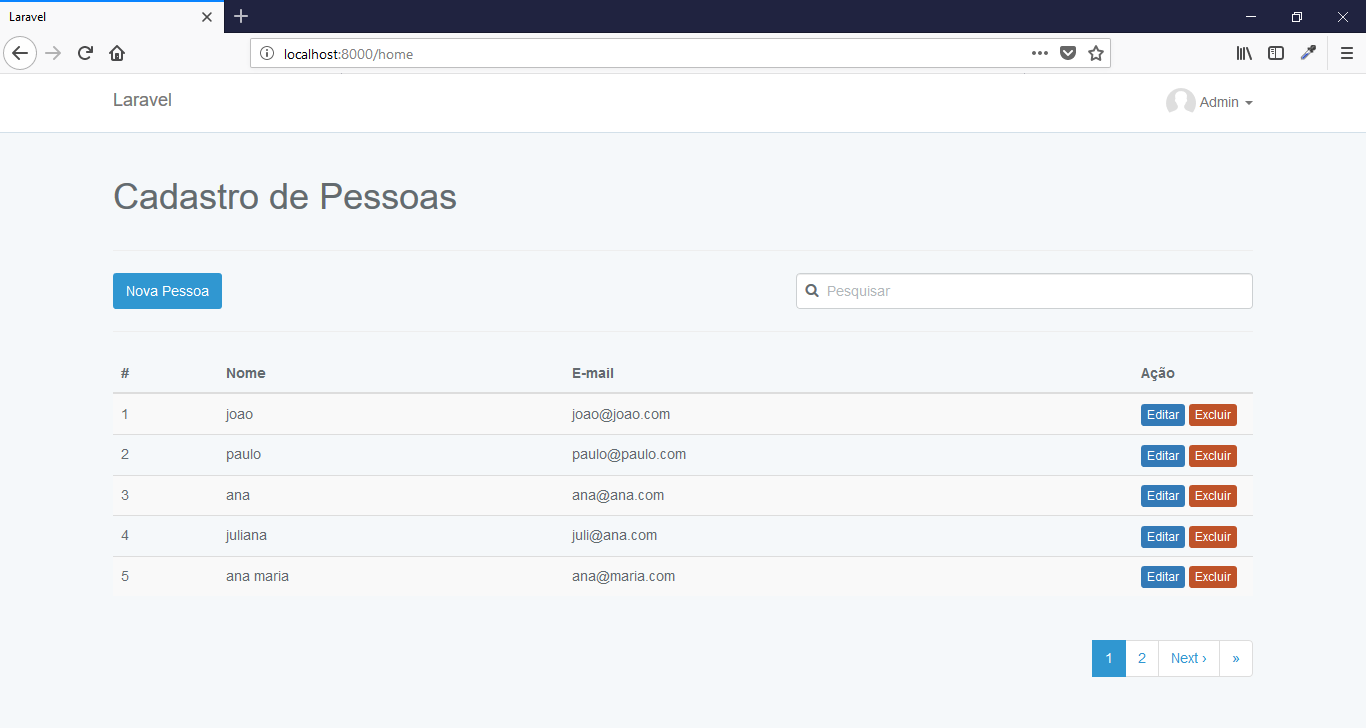 Laravel
localhost:8000/home
Laravel
Admin
Cadastro de Pessoas
Nova Pessoa
Pesquisar
# Nome E-mail Ação
1 joao joao@joao.com Editar Excluir
2 paulo paulo@paulo.com Editar Excluir
3 ana ana@ana.com Editar Excluir
4 juliana juli@ana.com Editar Excluir
5 ana maria ana@maria.com Editar Excluir
1 2 Next › »